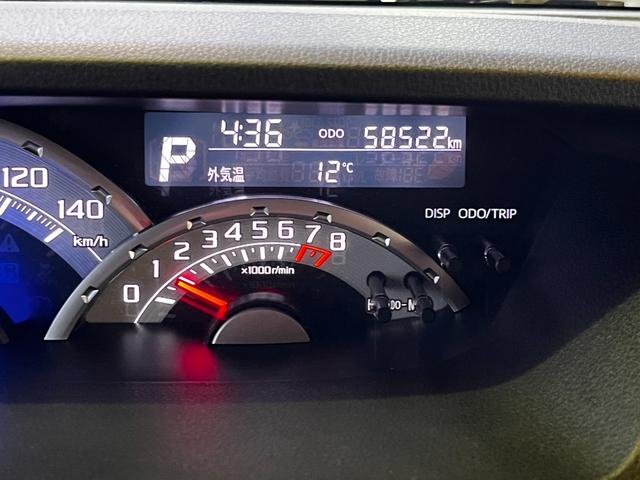 4:36 ODO 58522km
P
外気温 12℃
120
140
km/h
DISP ODO/TRIP
0 1 2 3 4 5 6 7 8
×1000r/min